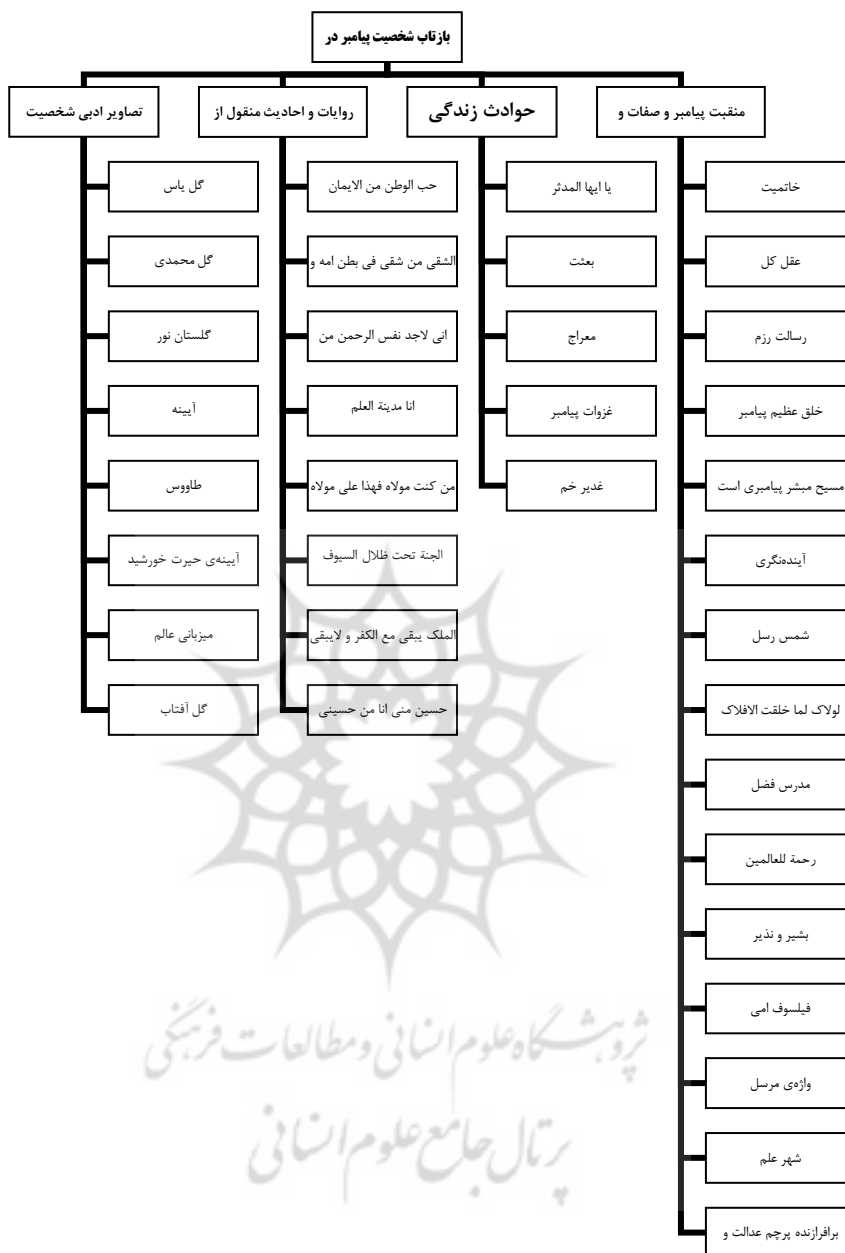 بازتاب شخصیت پیامبر در
منقبت پیامبر و صفات و
خاتمیت
عقل کل
رسالت رزم
خلق عظیم پیامبر
مسیح مبشر پیامبری است
آینده‌نگری
شمس رسل
لولاک لما خلقت الافلاک
مدرس فضل
رحمة للعالمین
بشیر و نذیر
فیلسوف امی
واژه‌ی مرسل
شهر علم
برافرازنده پرچم عدالت و
حوادث زندگی
یا ایها المدثر
بعثت
معراج
غزوات پیامبر
غدیر خم
روایات و احادیث منقول از
حب الوطن من الایمان
الشقی من شقی فی بطن امه و
انی لاجد نفس الرحمن من
انا مدینة العلم
من کنت مولاه فهذا علی مولاه
الجنة تحت ظلال السیوف
الملک یبقی مع الکفر و لایبقی
حسین منی انا من حسینی
تصاویر ادبی شخصیت
گل یاس
گل محمدی
گلستان نور
آیینه
طاووس
آیینه‌ی حیرت خورشید
میزبانی عالم
گل آفتاب
پژوهشگاه علوم انسانی و مطالعات فرهنگی
پرتال جامع علوم انسانی